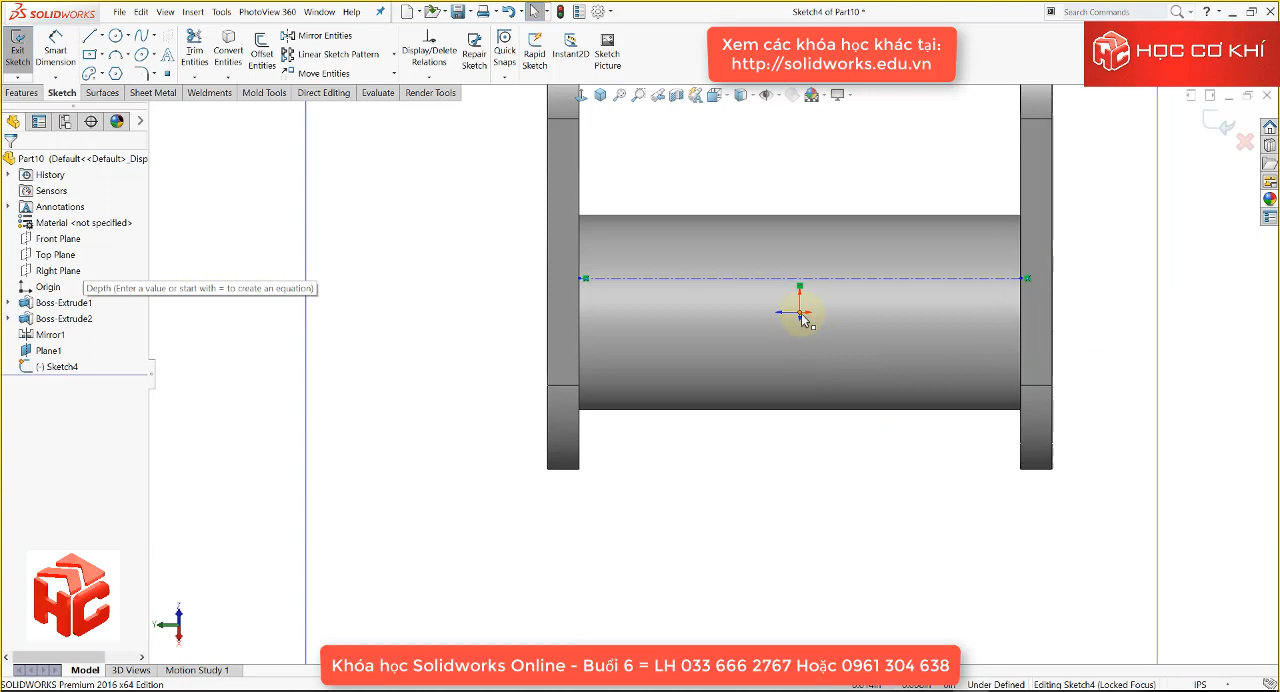 SOLIDWORKS
File Edit View Insert Tools PhotoView 360 Window Help
Sketch4 of Part10 *
Search Commands
Exit Sketch
Smart Dimension
Trim Entities
Convert Entities
Offset Entities
Mirror Entities
Linear Sketch Pattern
Move Entities
Display/Delete Relations
Repair Sketch
Quick Snaps
Rapid Sketch
Instant2D
Sketch Picture
Xem các khóa học khác tại:
http://solidworks.edu.vn
HỌC CƠ KHÍ
Features Sketch Surfaces Sheet Metal Weldments Mold Tools Direct Editing Evaluate Render Tools
Part10 (Default<<Default>_Disp
History
Sensors
Annotations
Material <not specified>
Front Plane
Top Plane
Right Plane
Origin
Depth (Enter a value or start with = to create an equation)
Boss-Extrude1
Boss-Extrude2
Mirror1
Plane1
(-) Sketch4
HC
Model 3D Views Motion Study 1
Khóa học Solidworks Online - Buổi 6 = LH 033 666 2767 Hoặc 0961 304 638
SOLIDWORKS Premium 2016 x64 Edition
Under Defined Editing Sketch4 (Locked Focus) IPS